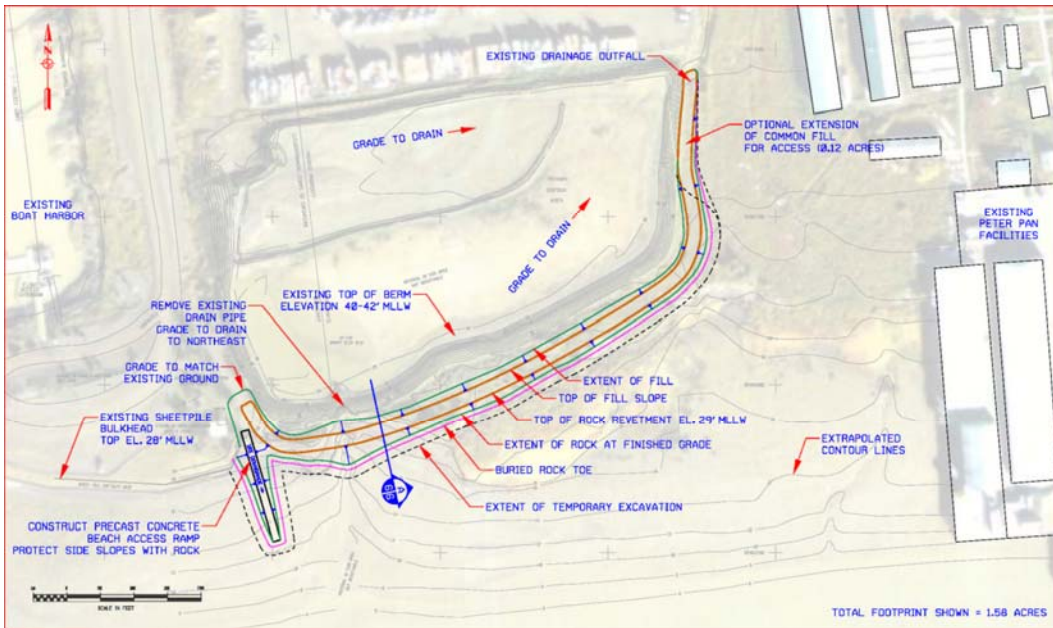 N
EXISTING DRAINAGE OUTFALL
GRADE TO DRAIN
OPTIONAL EXTENSION
OF COMMON FILL
FOR ACCESS (0.12 ACRES)
EXISTING
BOAT HARBOR
EXISTING
PETER PAN
FACILITIES
GRADE TO DRAIN
EXISTING TOP OF BERM
ELEVATION 40-42' MLLW
REMOVE EXISTING
DRAIN PIPE
GRADE TO DRAIN
TO NORTHEAST
GRADE TO MATCH
EXISTING GROUND
EXTENT OF FILL
TOP OF FILL SLOPE
EXISTING SHEETPILE
BULKHEAD
TOP EL. 28' MLLW
TOP OF ROCK REVETMENT EL. 29' MLLW
EXTENT OF ROCK AT FINISHED GRADE
EXTRAPOLATED
CONTOUR LINES
BURIED ROCK TOE
A
EXTENT OF TEMPORARY EXCAVATION
CONSTRUCT PRECAST CONCRETE
BEACH ACCESS RAMP
PROTECT SIDE SLOPES WITH ROCK
SCALE IN FEET
TOTAL FOOTPRINT SHOWN = 1.58 ACRES